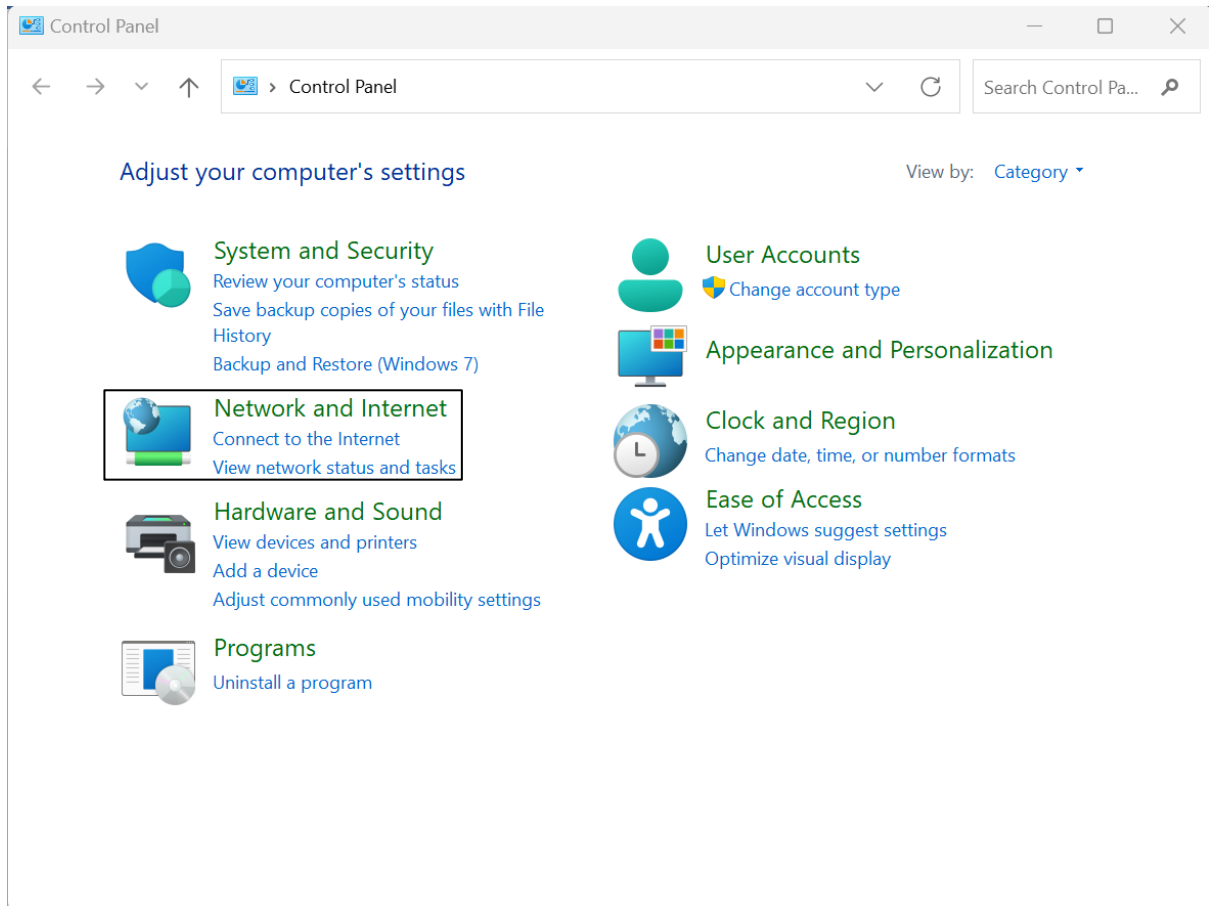 Control Panel
Control Panel
Search Control Pa...
Adjust your computer's settings
View by: Category
System and Security
Review your computer's status
Save backup copies of your files with File
History
Backup and Restore (Windows 7)
Network and Internet
Connect to the Internet
View network status and tasks
Hardware and Sound
View devices and printers
Add a device
Adjust commonly used mobility settings
Programs
Uninstall a program
User Accounts
Change account type
Appearance and Personalization
Clock and Region
Change date, time, or number formats
Ease of Access
Let Windows suggest settings
Optimize visual display